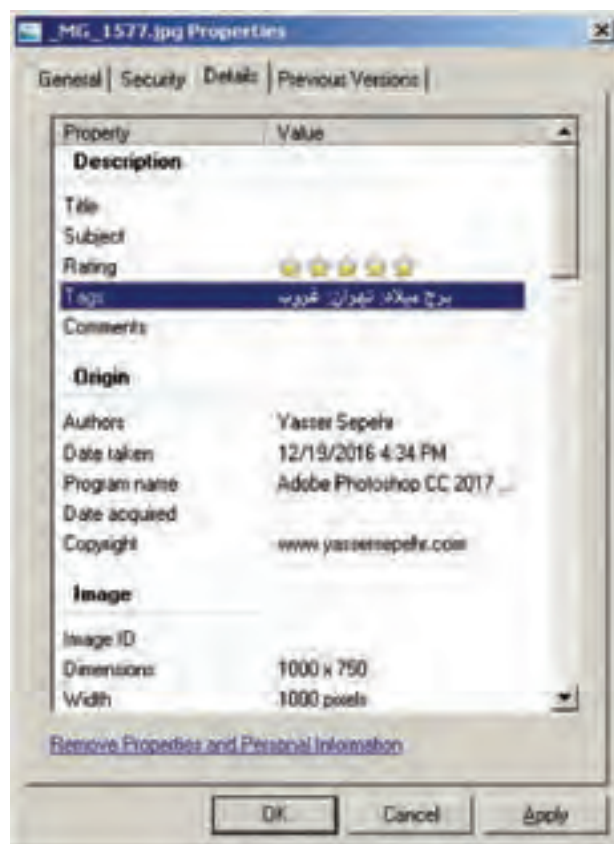 _MG_1577.jpg Properties
General Security Details Previous Versions
Property Value
Description
Title
Subject
Rating
Tags برج میلاد; تهران; غروب
Comments
Origin
Authors Yasser Sepehr
Date taken 12/19/2016 4:34 PM
Program name Adobe Photoshop CC 2017 ...
Date acquired
Copyright www.yassersepehr.com
Image
Image ID
Dimensions 1000 x 750
Width 1000 pixels
Remove Properties and Personal Information
OK Cancel Apply